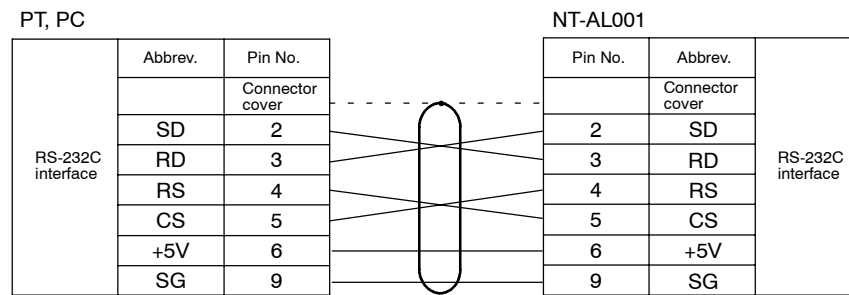 PT, PC NT-AL001
Abbrev. Pin No. Pin No. Abbrev.
Connector cover Connector cover
SD 2 2 SD
RS-232C interface RD 3 3 RD RS-232C interface
RS 4 4 RS
CS 5 5 CS
+5V 6 6 +5V
SG 9 9 SG